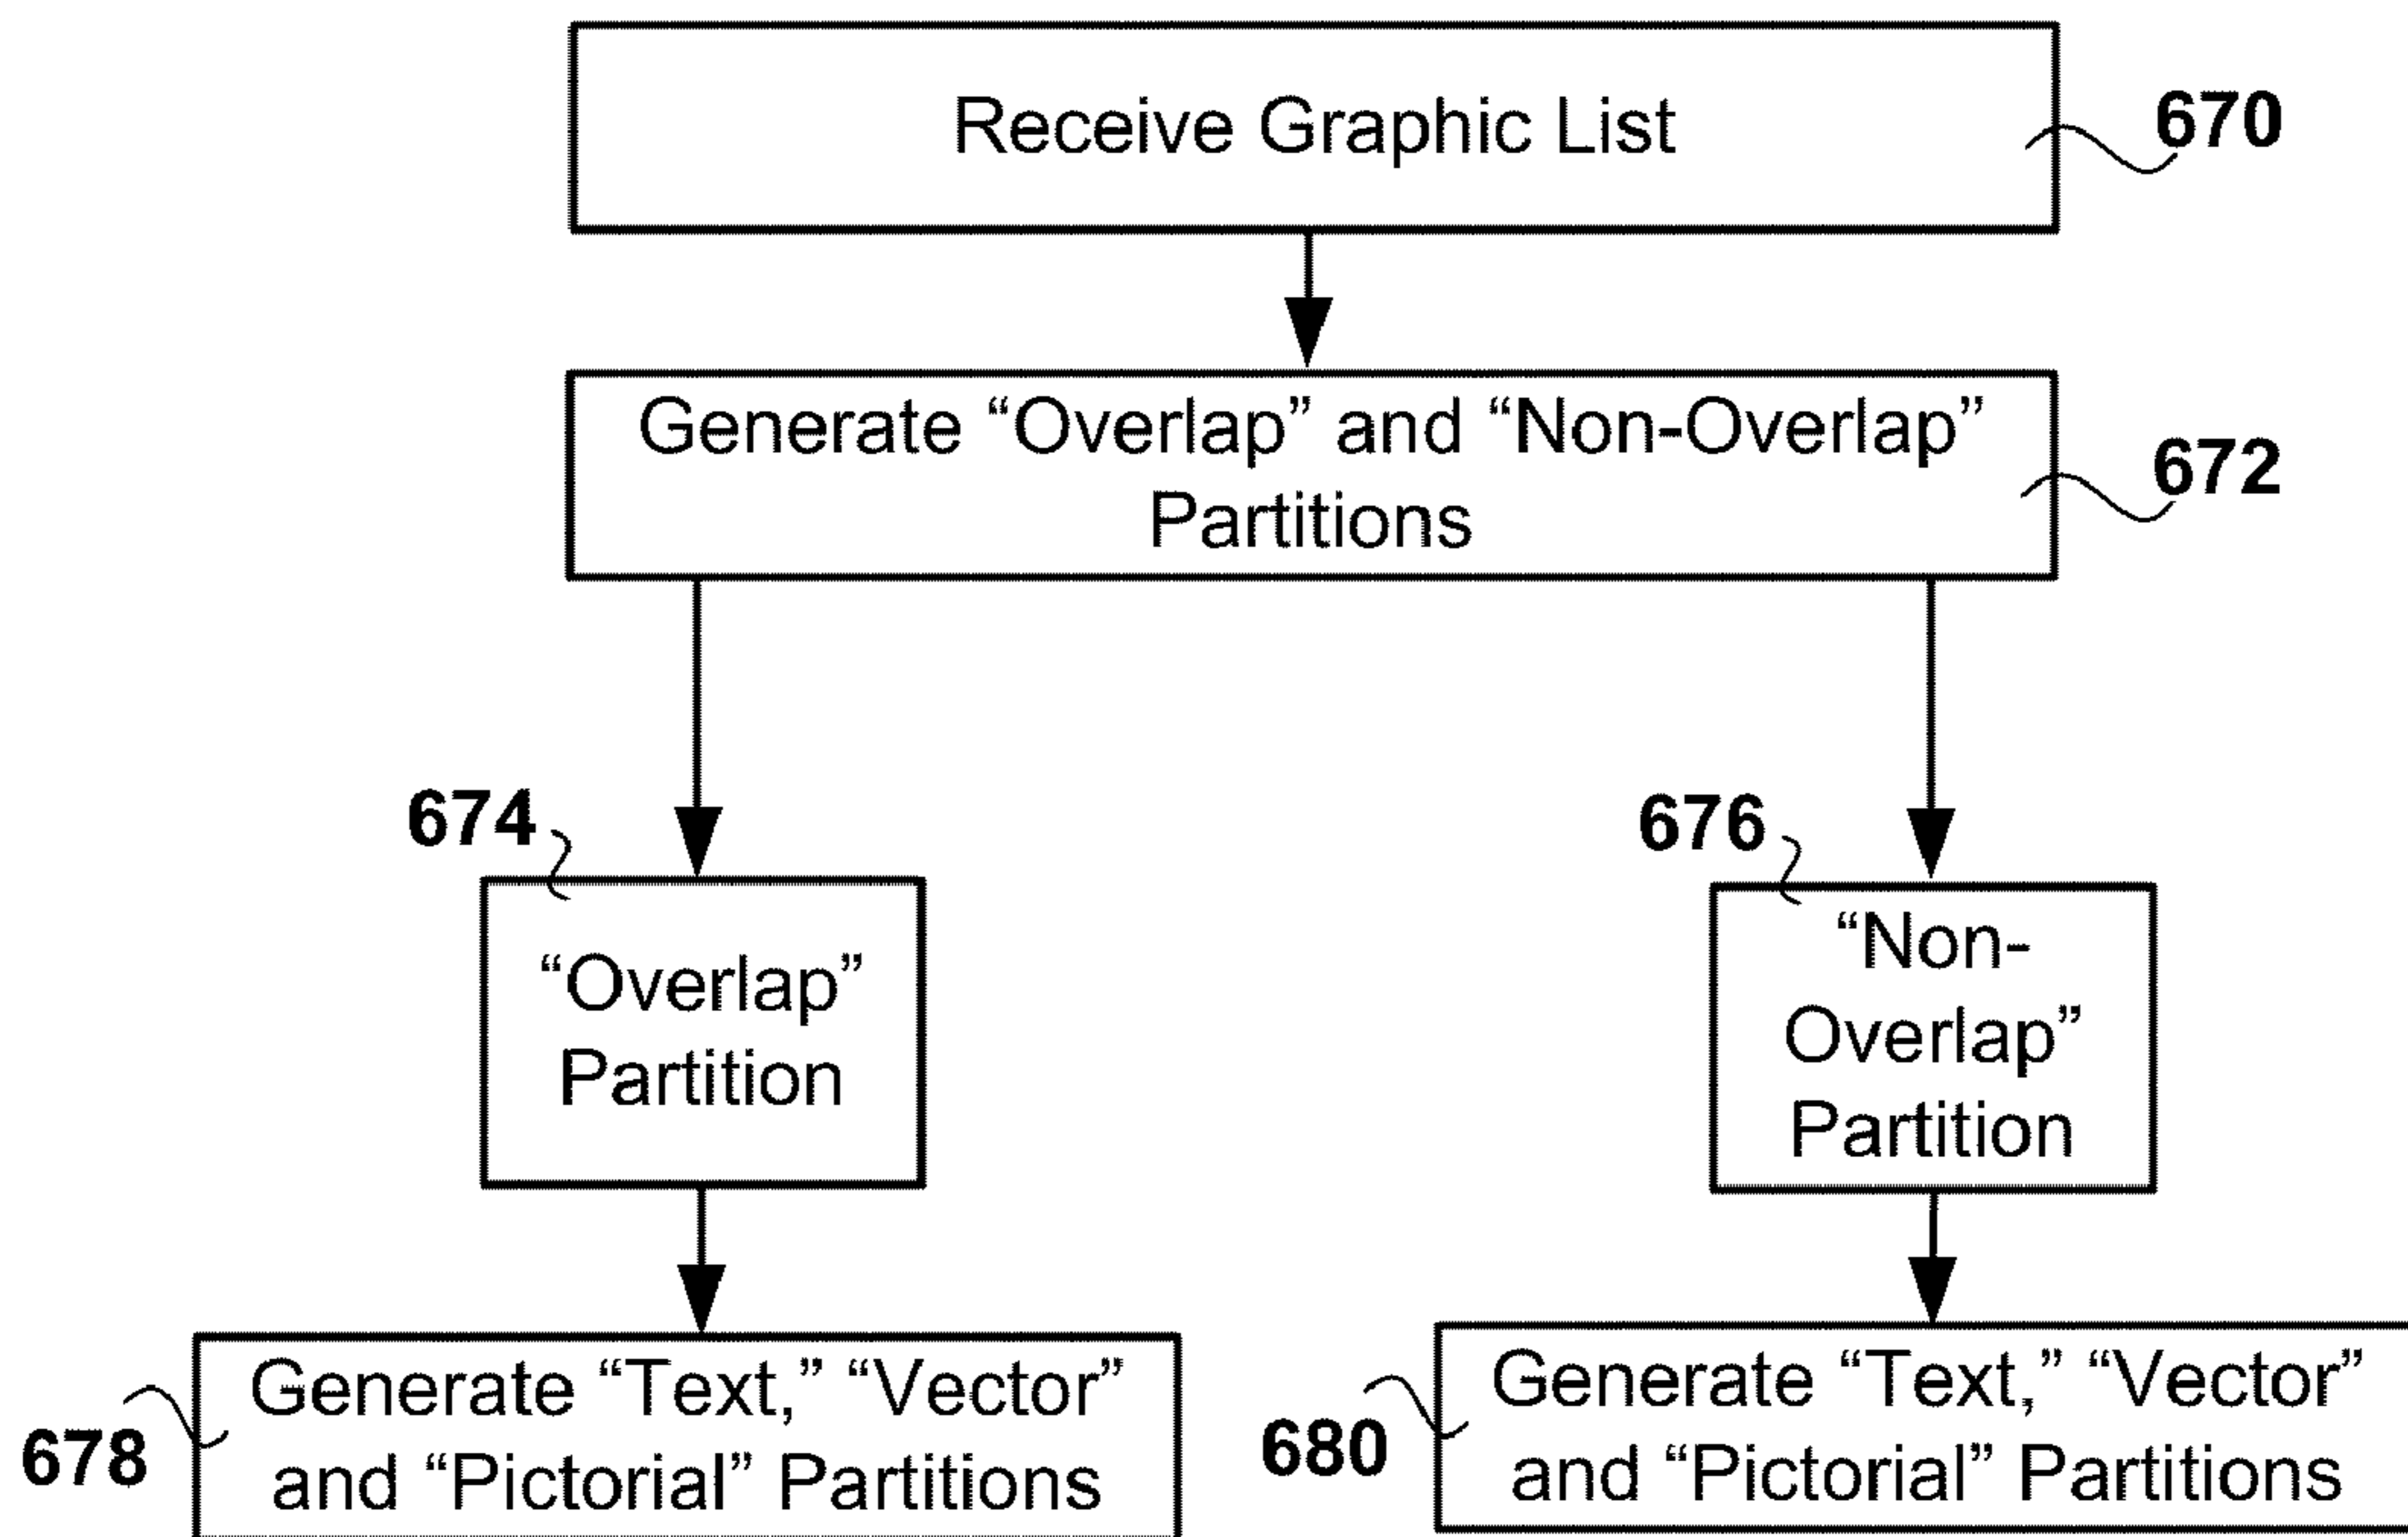 Receive Graphic List
670
Generate “Overlap” and “Non-Overlap”
Partitions
672
674
“Overlap”
Partition
676
“Non-
Overlap”
Partition
Generate “Text,” “Vector”
and “Pictorial” Partitions
678
Generate “Text,” “Vector”
and “Pictorial” Partitions
680